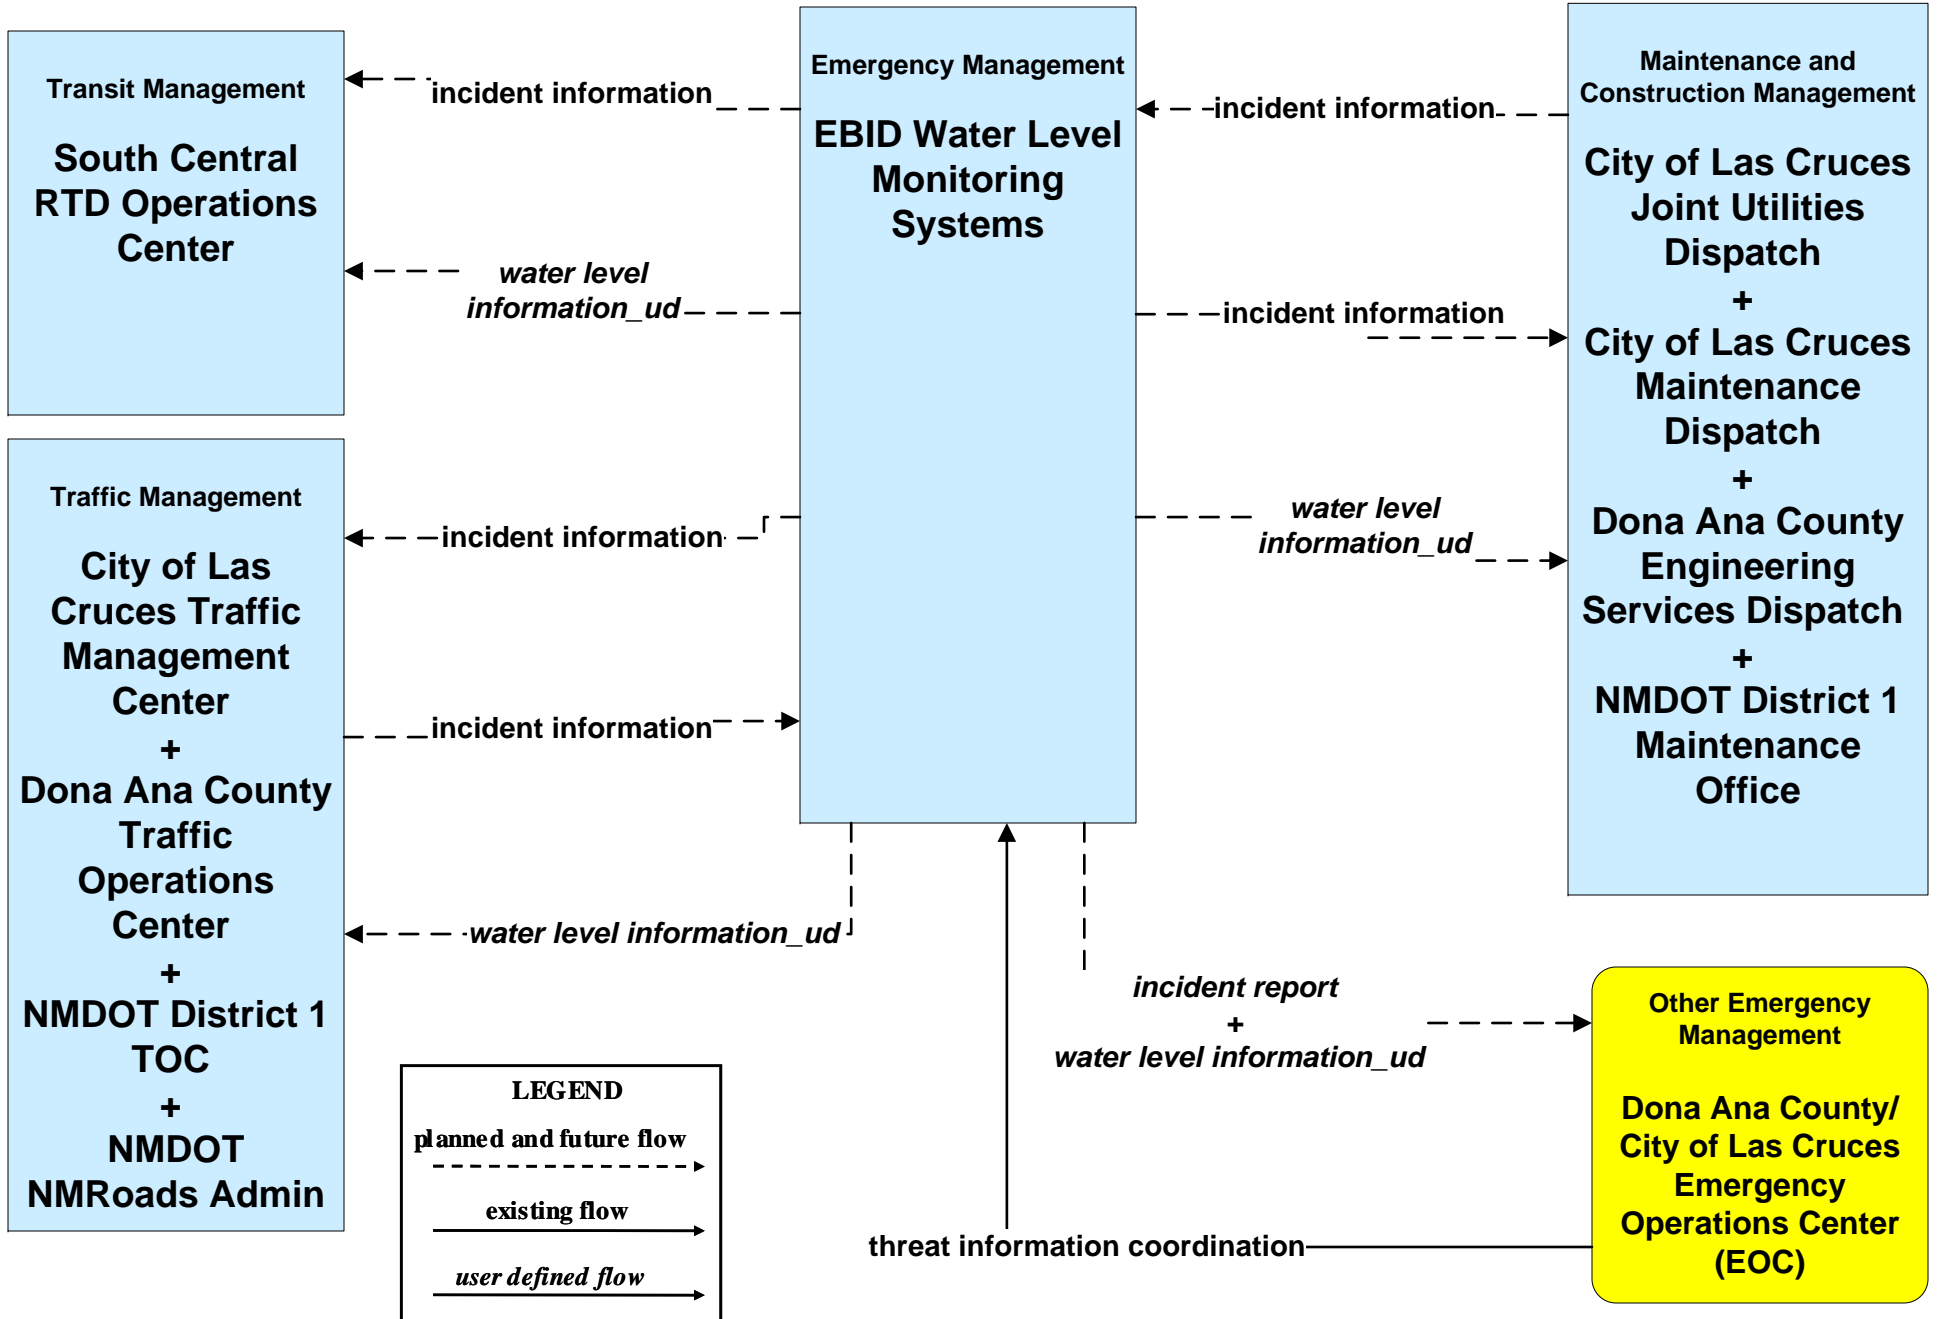 Transit Management
South Central
RTD Operations
Center
incident information
water level
information_ud
Emergency Management
EBID Water Level
Monitoring
Systems
incident information
incident information
water level
information_ud
Maintenance and
Construction Management
City of Las Cruces
Joint Utilities
Dispatch
+
City of Las Cruces
Maintenance
Dispatch
+
Dona Ana County
Engineering
Services Dispatch
+
NMDOT District 1
Maintenance
Office
Traffic Management
City of Las
Cruces Traffic
Management
Center
+
Dona Ana County
Traffic
Operations
Center
+
NMDOT District 1
TOC
+
NMDOT
NMRoads Admin
incident information
incident information
water level information_ud
incident report
+
water level information_ud
Other Emergency
Management
Dona Ana County/
City of Las Cruces
Emergency
Operations Center
(EOC)
threat information coordination
LEGEND
planned and future flow
existing flow
user defined flow